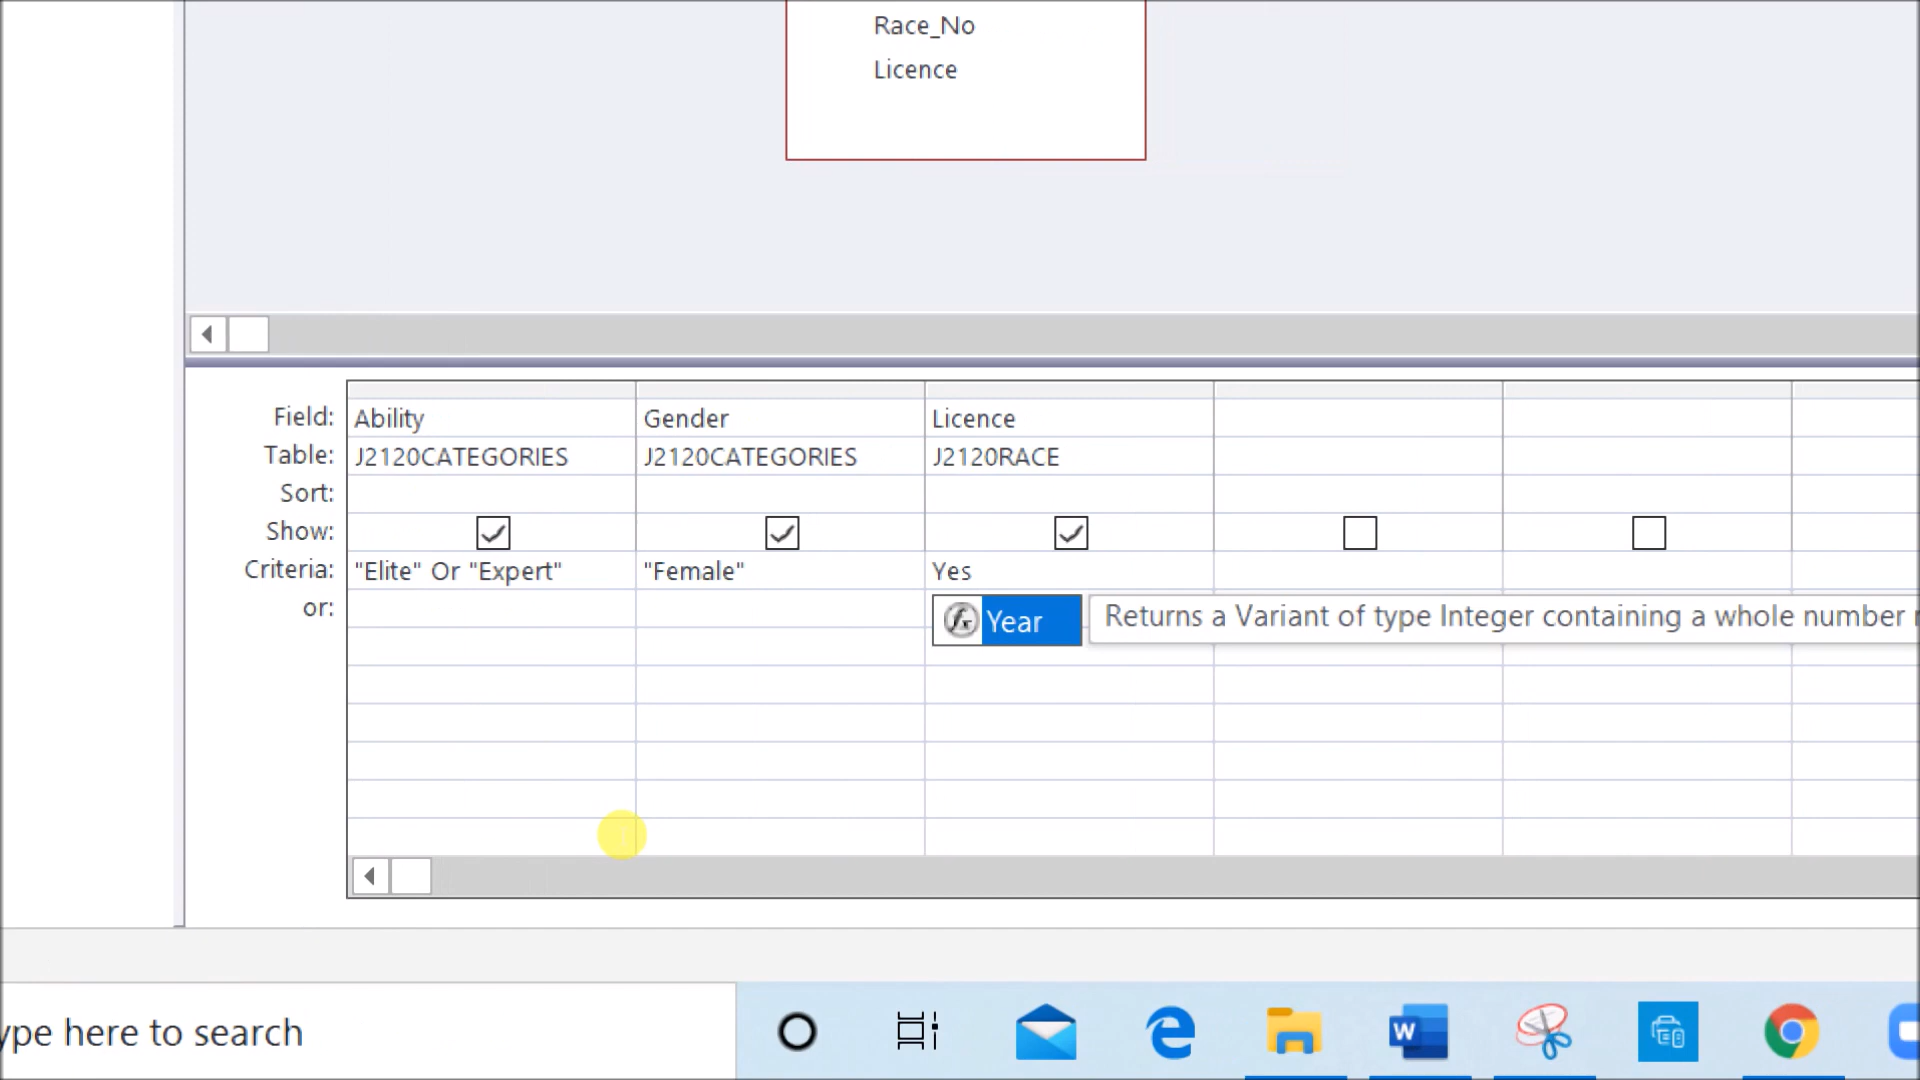 Race_No
Licence
Field: Ability Gender Licence
Table: J2120CATEGORIES J2120CATEGORIES J2120RACE
Sort:
Show:
Criteria: "Elite" Or "Expert" "Female" Yes
or:
Year Returns a Variant of type Integer containing a whole number
ype here to search